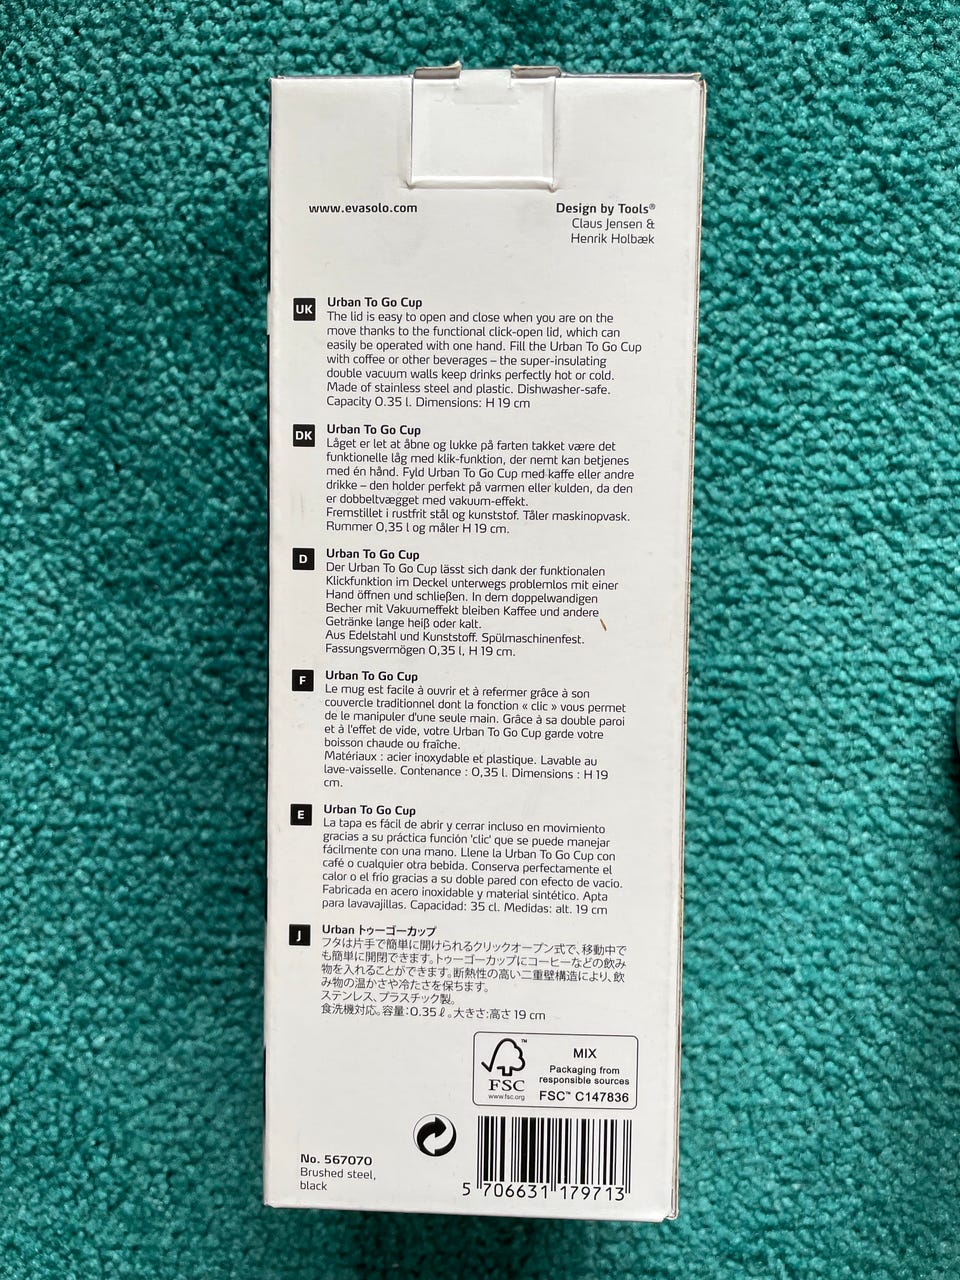 www.evasolo.com
Design by Tools®
Claus Jensen &
Henrik Holbæk
UK
Urban To Go Cup
The lid is easy to open and close when you are on the
move thanks to the functional click-open lid, which can
easily be operated with one hand. Fill the Urban To Go Cup
with coffee or other beverages – the super-insulating
double vacuum walls keep drinks perfectly hot or cold.
Made of stainless steel and plastic. Dishwasher-safe.
Capacity 0.35 l. Dimensions: H 19 cm
DK
Urban To Go Cup
Låget er let at åbne og lukke på farten takket være det
funktionelle låg med klik-funktion, der nemt kan betjenes
med én hånd. Fyld Urban To Go Cup med kaffe eller andre
drikke – den holder perfekt på varmen eller kulden, da den
er dobbeltvægget med vakuum-effekt.
Fremstillet i rustfrit stål og kunststof. Tåler maskinopvask.
Rummer 0,35 l og måler H 19 cm.
D
Urban To Go Cup
Der Urban To Go Cup lässt sich dank der funktionalen
Klickfunktion im Deckel unterwegs problemlos mit einer
Hand öffnen und schließen. In dem doppelwandigen
Becher mit Vakuumeffekt bleiben Kaffee und andere
Getränke lange heiß oder kalt.
Aus Edelstahl und Kunststoff. Spülmaschinenfest.
Fassungsvermögen 0,35 l, H 19 cm.
F
Urban To Go Cup
Le mug est facile à ouvrir et à refermer grâce à son
couvercle traditionnel dont la fonction « clic » vous permet
de le manipuler d'une seule main. Grâce à sa double paroi
et à l'effet de vide, votre Urban To Go Cup garde votre
boisson chaude ou fraîche.
Matériaux : acier inoxydable et plastique. Lavable au
lave-vaisselle. Contenance : 0,35 l. Dimensions : H 19
cm.
E
Urban To Go Cup
La tapa es fácil de abrir y cerrar incluso en movimiento
gracias a su práctica función 'clic' que se puede manejar
fácilmente con una mano. Llene la Urban To Go Cup con
café o cualquier otra bebida. Conserva perfectamente el
calor o el frío gracias a su doble pared con efecto de vacio.
Fabricada en acero inoxidable y material sintético. Apta
para lavavajillas. Capacidad: 35 cl. Medidas: alt. 19 cm
J
Urban トゥーゴーカップ
フタは片手で簡単に開けられるクリックオープン式で、移動中で
も簡単に開閉できます。トゥーゴーカップにコーヒーなどの飲み
物を入れることができます。断熱性の高い二重壁構造により、飲
み物の温かさや冷たさを保ちます。
ステンレス、プラスチック製。
食洗機対応。容量：0.35ℓ。大きさ:高さ 19 cm
FSC™
www.fsc.org
MIX
Packaging from
responsible sources
FSC™ C147836
No. 567070
Brushed steel,
black
5 706631 179713